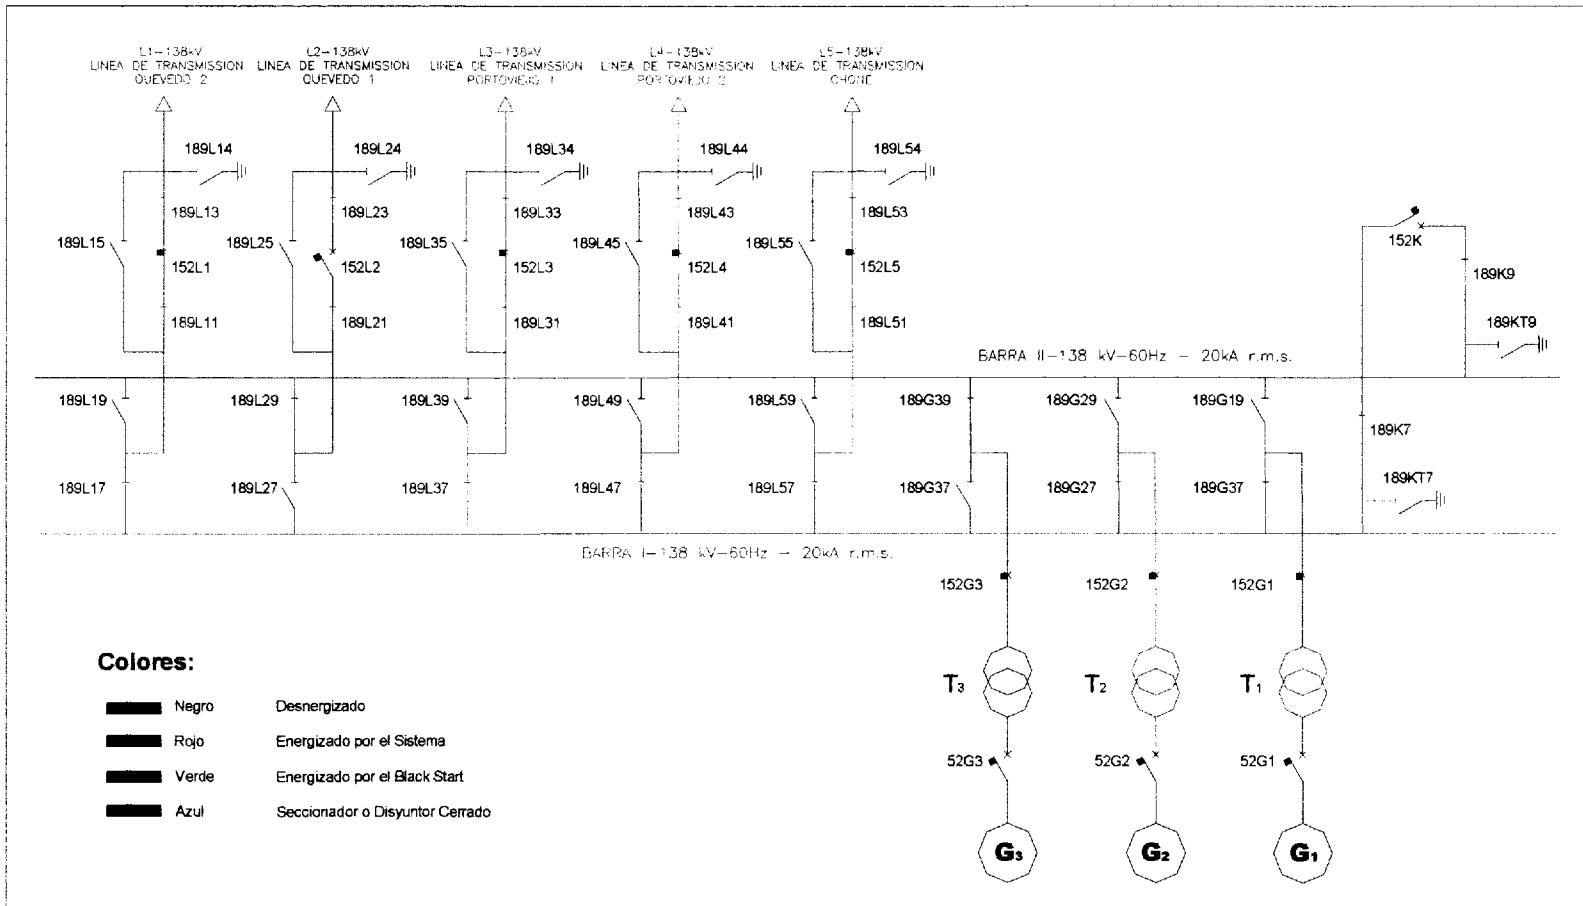 L1-138kV
LINEA DE TRANSMISSION
QUEVEDO 2
L2-138kV
LINEA DE TRANSMISSION
QUEVEDO 1
L3-138kV
LINEA DE TRANSMISSION
PORTOVIEJO 1
L4-138kV
LINEA DE TRANSMISSION
PORTOVIEJO 2
L5-138kV
LINEA DE TRANSMISSION
CHONE
189L14
189L24
189L34
189L44
189L54
189L13
189L23
189L33
189L43
189L53
189L15
189L25
189L35
189L45
189L55
152K
152L1
152L2
152L3
152L4
152L5
189K9
189L11
189L21
189L31
189L41
189L51
189KT9
BARRA II-138 kV-60Hz - 20kA r.m.s.
189L19
189L29
189L39
189L49
189L59
189G39
189G29
189G19
189K7
189L17
189L27
189L37
189L47
189L57
189G37
189G27
189G37
189KT7
BARRA I-138 kV-60Hz - 20kA r.m.s.
152G3
152G2
152G1
T3
T2
T1
52G3
52G2
52G1
G3
G2
G1
Colores:
Negro Desnergizado
Rojo Energizado por el Sistema
Verde Energizado por el Black Start
Azul Seccionador o Disyuntor Cerrado